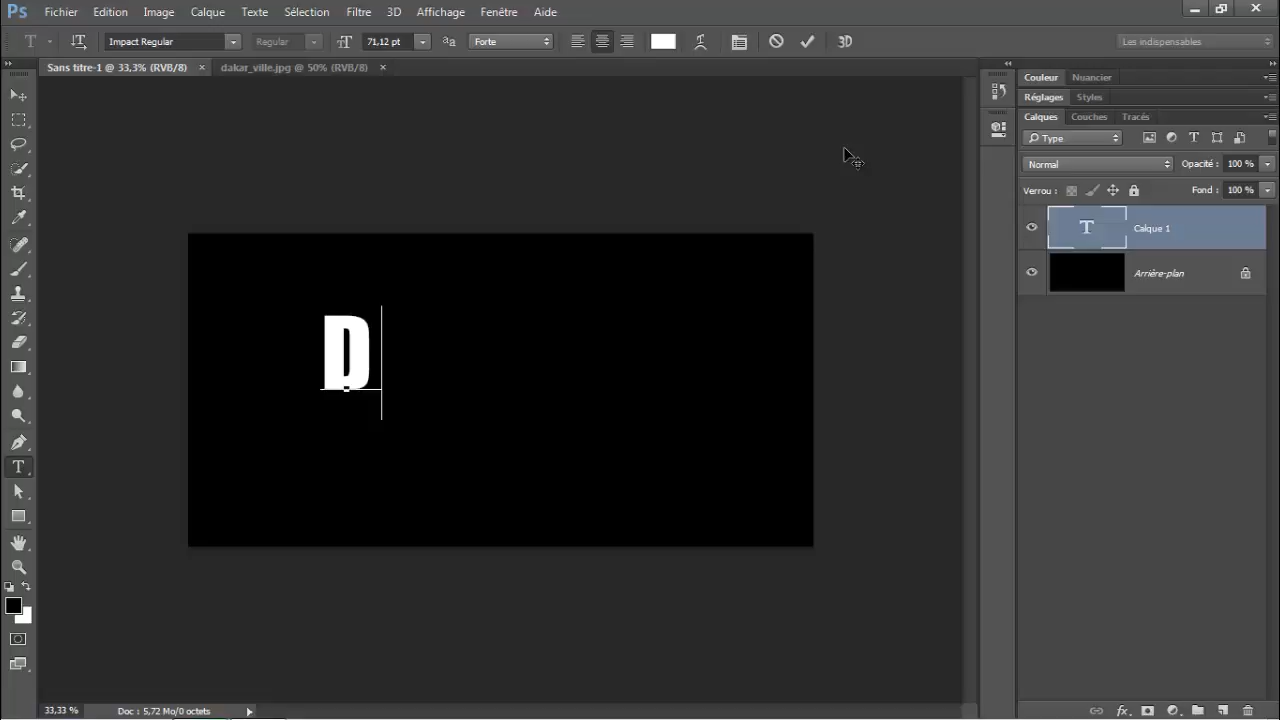 Ps Fichier Edition Image Calque Texte Sélection Filtre 3D Affichage Fenêtre Aide
T Impact Regular Regular 71,12 pt aa Forte 3D Les indispensables
Sans titre-1 @ 33,3% (RVB/8) × dakar_ville.jpg @ 50% (RVB/8) ×
Couleur Nuancier
Réglages Styles
Calques Couches Tracés
Type
Normal Opacité : 100 %
Verrou : Fond : 100 %
T Calque 1
Arrière-plan
D
33,33 % Doc : 5,72 Mo/0 octets
fx